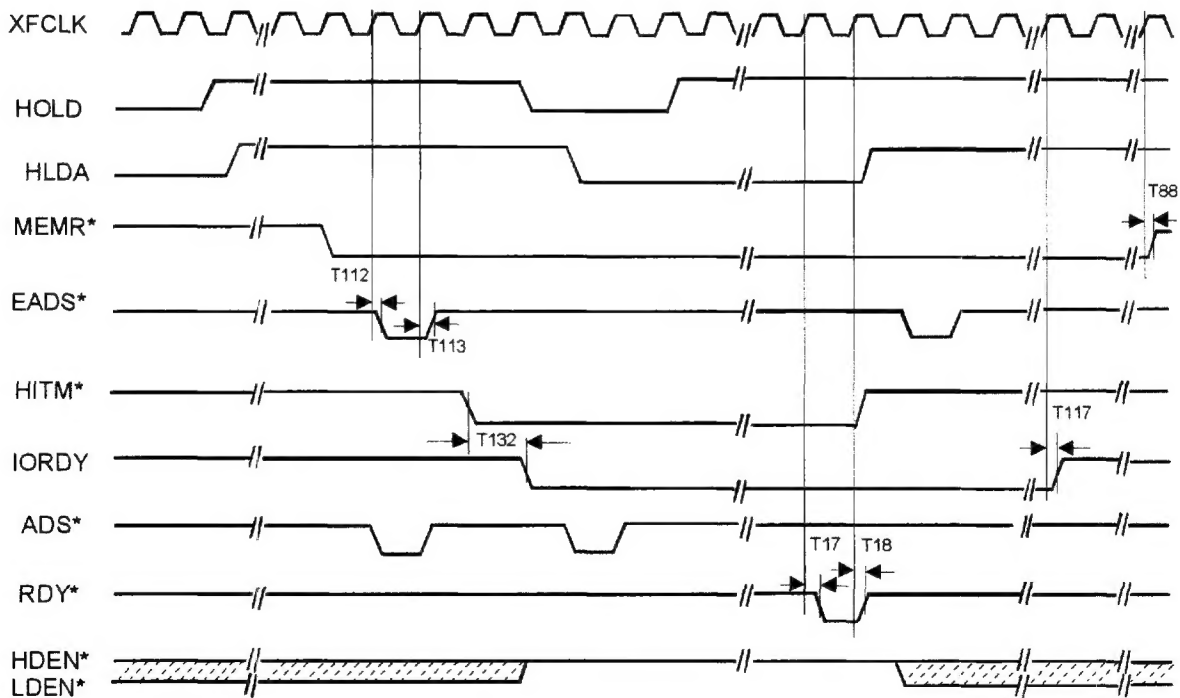 XFCLK
HOLD
HLDA
T88
MEMR*
T112
EADS*
T113
HITM*
T132
T117
IORDY
ADS*
T17 T18
RDY*
HDEN*
LDEN*